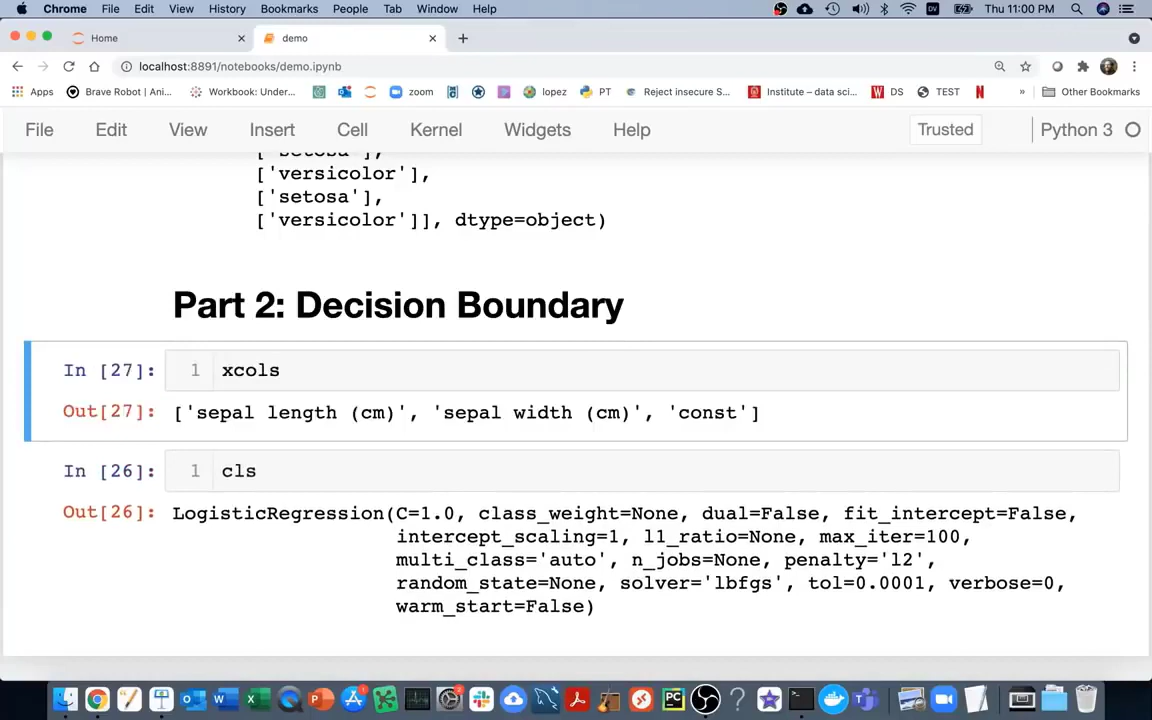 Chrome File Edit View History Bookmarks People Tab Window Help Thu 11:00 PM
Home demo
localhost:8891/notebooks/demo.ipynb
Apps Brave Robot | Ani... Workbook: Under... zoom lopez PT Reject insecure S... Institute – data sci... DS TEST » Other Bookmarks
File Edit View Insert Cell Kernel Widgets Help Trusted Python 3
['setosa'],
['versicolor'],
['setosa'],
['versicolor']], dtype=object)
Part 2: Decision Boundary
In [27]: 1 xcols
Out[27]: ['sepal length (cm)', 'sepal width (cm)', 'const']
In [26]: 1 cls
Out[26]: LogisticRegression(C=1.0, class_weight=None, dual=False, fit_intercept=False,
intercept_scaling=1, l1_ratio=None, max_iter=100,
multi_class='auto', n_jobs=None, penalty='l2',
random_state=None, solver='lbfgs', tol=0.0001, verbose=0,
warm_start=False)